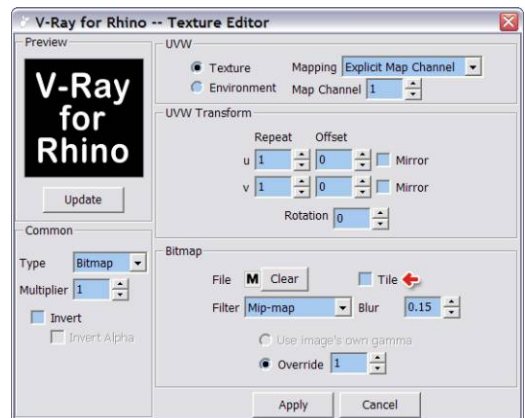 V-Ray for Rhino -- Texture Editor
Preview
V-Ray
for
Rhino
Update
Common
Type Bitmap
Multiplier 1
Invert
Invert Alpha
UVW
Texture Mapping Explicit Map Channel
Environment Map Channel 1
UVW Transform
Repeat Offset
u 1 0 Mirror
v 1 0 Mirror
Rotation 0
Bitmap
File M Clear Tile
Filter Mip-map Blur 0.15
Use image's own gamma
Override 1
Apply Cancel